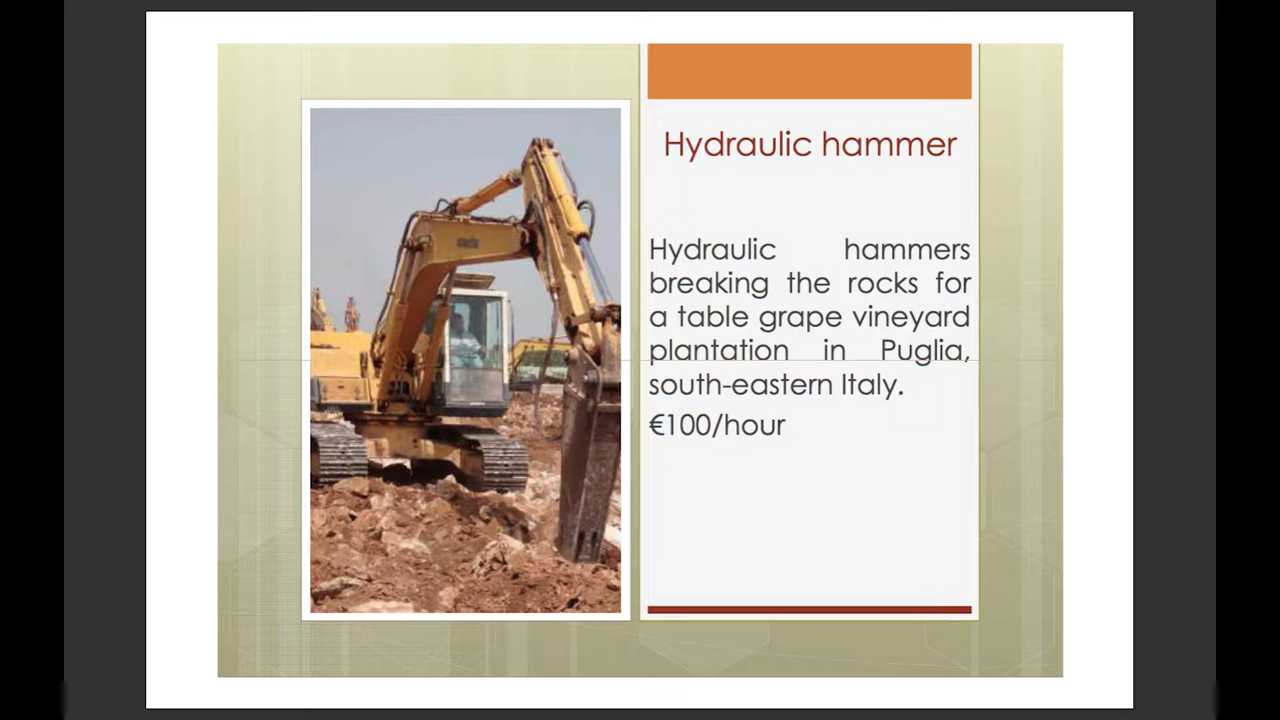 Hydraulic hammer
Hydraulic hammers
breaking the rocks for
a table grape vineyard
plantation in Puglia,
south-eastern Italy.
€100/hour